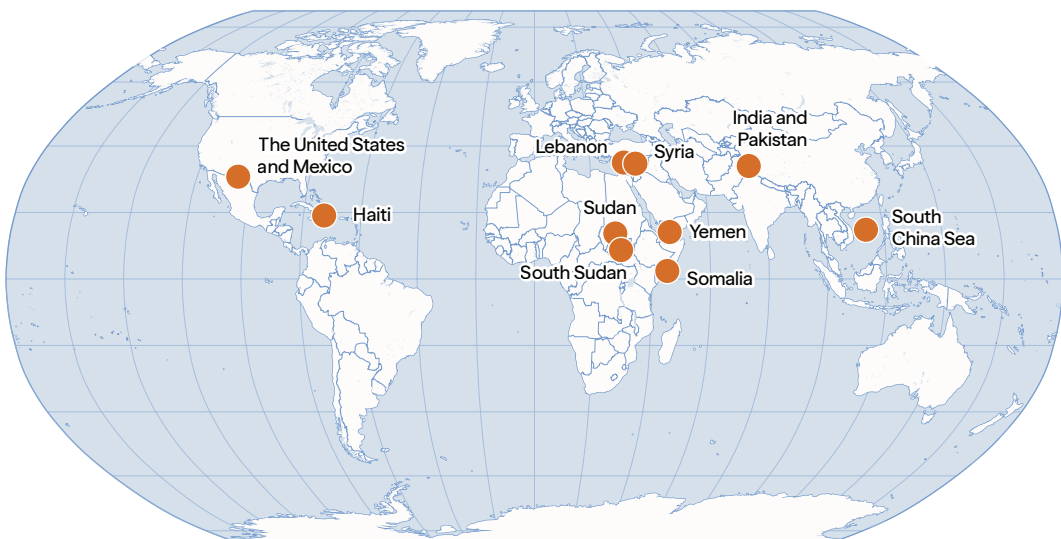 India and
Pakistan
The United States
and Mexico
Lebanon
Syria
Sudan
Haiti
South
China Sea
Yemen
South Sudan
Somalia